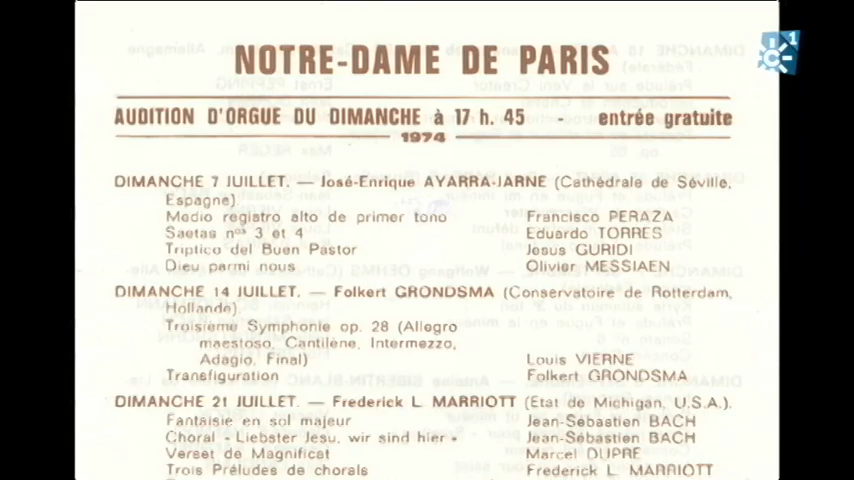 NOTRE-DAME DE PARIS
AUDITION D'ORGUE DU DIMANCHE à 17 h. 45 - entrée gratuite
1974
DIMANCHE 7 JUILLET. — José-Enrique AYARRA-JARNE (Cathédrale de Séville,
Espagne)
Medio registro alto de primer tono Francisco PERAZA
Saetas nos 3 et 4 Eduardo TORRES
Triptico del Buen Pastor Jesus GURIDI
Dieu parmi nous Olivier MESSIAEN
DIMANCHE 14 JUILLET. — Folkert GRONDSMA (Conservatoire de Rotterdam,
Hollande).
Troisième Symphonie op. 28 (Allegro
maestoso, Cantilène, Intermezzo,
Adagio, Final) Louis VIERNE
Transfiguration Folkert GRONDSMA
DIMANCHE 21 JUILLET. — Frederick L. MARRIOTT (Etat de Michigan, U.S.A.).
Fantaisie en sol majeur Jean-Sébastien BACH
Choral « Liebster Jesu, wir sind hier » Jean-Sébastien BACH
Verset de Magnificat Marcel DUPRE
Trois Préludes de chorals Frederick L. MARRIOTT